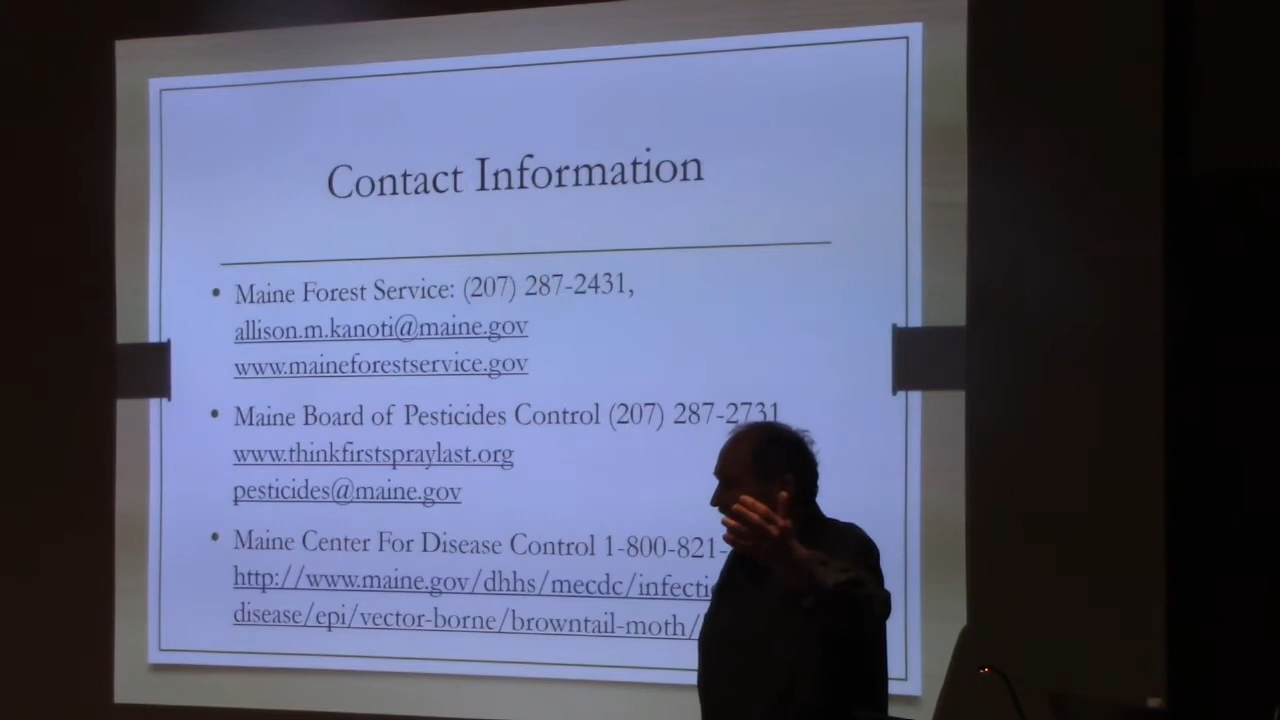 Contact Information
• Maine Forest Service: (207) 287-2431,
allison.m.kanoti@maine.gov
www.maineforestservice.gov
• Maine Board of Pesticides Control (207) 287-2731
www.thinkfirstspraylast.org
pesticides@maine.gov
• Maine Center For Disease Control 1-800-821-
http://www.maine.gov/dhhs/mecdc/infecti
disease/epi/vector-borne/browntail-moth/